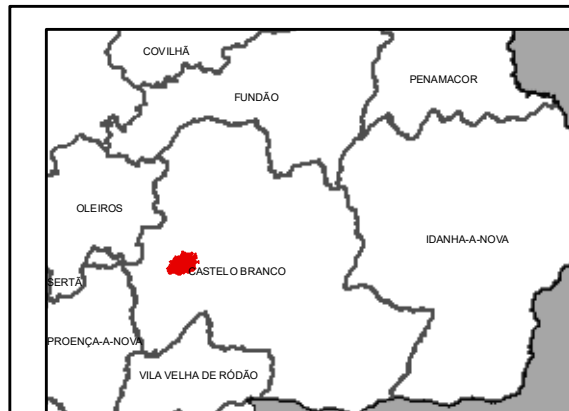 COVILHÃ
PENAMACOR
FUNDÃO
OLEIROS
IDANHA-A-NOVA
CASTELO BRANCO
SERTÃ
PROENÇA-A-NOVA
VILA VELHA DE RÓDÃO